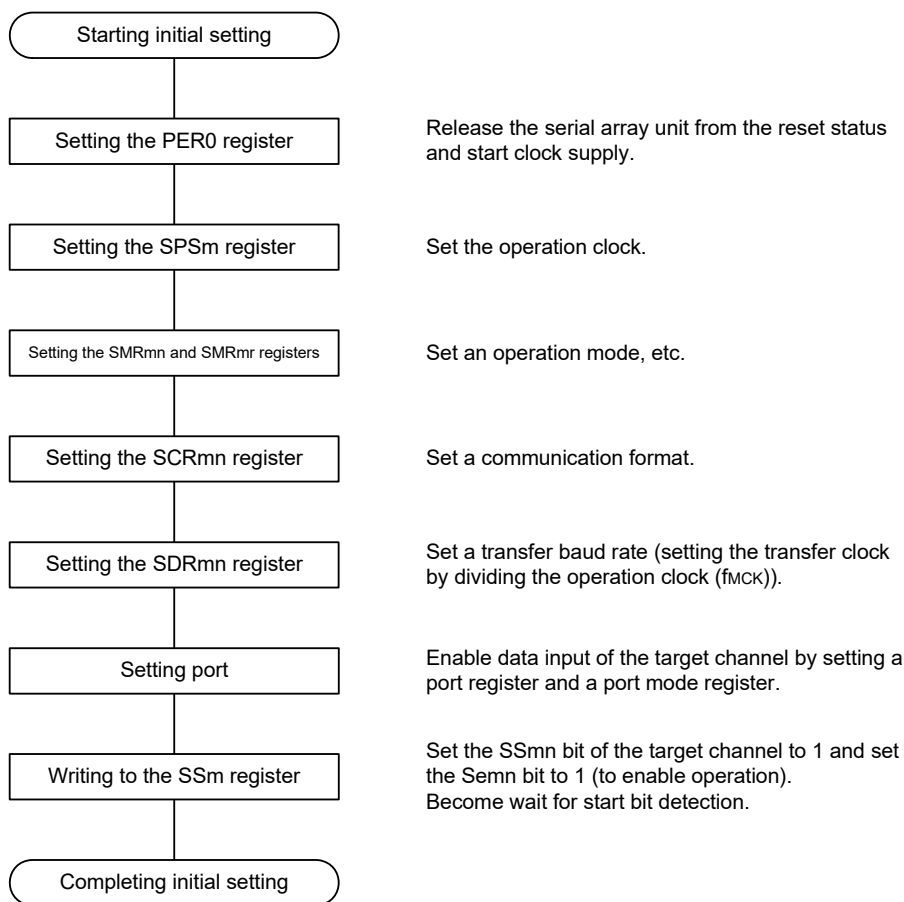 Starting initial setting
Setting the PER0 register
Release the serial array unit from the reset status
and start clock supply.
Setting the SPSm register
Set the operation clock.
Setting the SMRmn and SMRmr registers
Set an operation mode, etc.
Setting the SCRmn register
Set a communication format.
Setting the SDRmn register
Set a transfer baud rate (setting the transfer clock
by dividing the operation clock (fMCK)).
Setting port
Enable data input of the target channel by setting a
port register and a port mode register.
Writing to the SSm register
Set the SSmn bit of the target channel to 1 and set
the Semn bit to 1 (to enable operation).
Become wait for start bit detection.
Completing initial setting